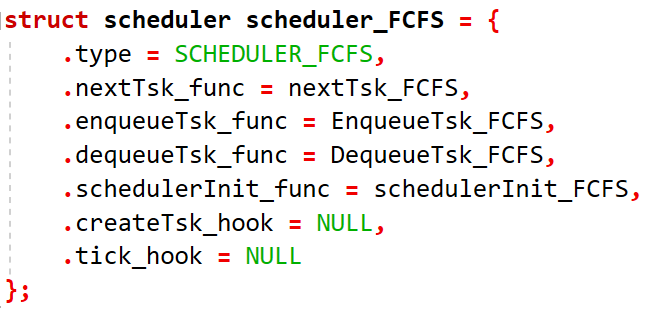 struct scheduler scheduler_FCFS = {
    .type = SCHEDULER_FCFS,
    .nextTsk_func = nextTsk_FCFS,
    .enqueueTsk_func = EnqueueTsk_FCFS,
    .dequeueTsk_func = DequeueTsk_FCFS,
    .schedulerInit_func = schedulerInit_FCFS,
    .createTsk_hook = NULL,
    .tick_hook = NULL
};